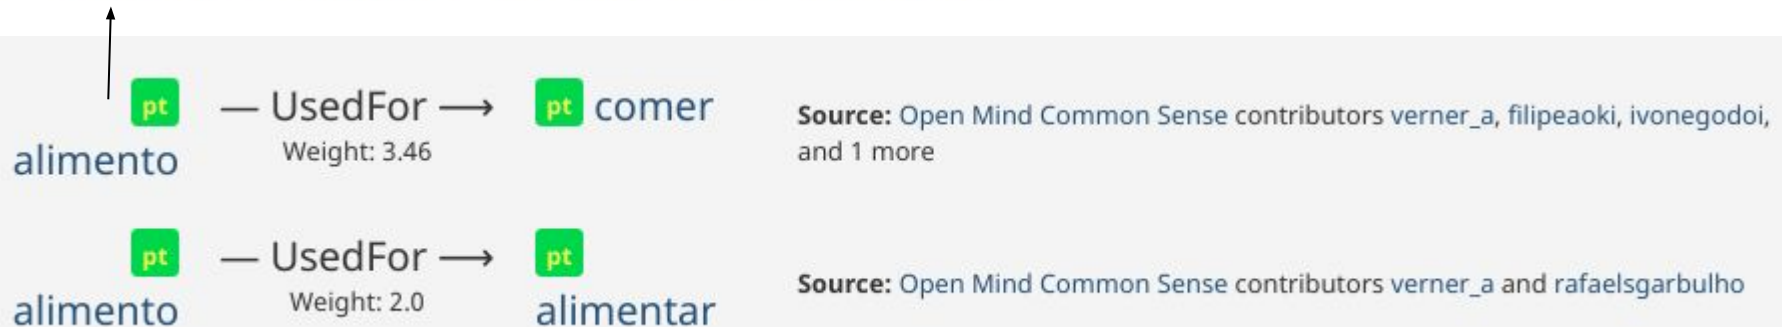 pt — UsedFor ⟶ pt comer
alimento
Weight: 3.46
Source: Open Mind Common Sense contributors verner_a, filipeaoki, ivonegodoi,
and 1 more
pt — UsedFor ⟶ pt
alimento
Weight: 2.0
alimentar
Source: Open Mind Common Sense contributors verner_a and rafaelsgarbulho